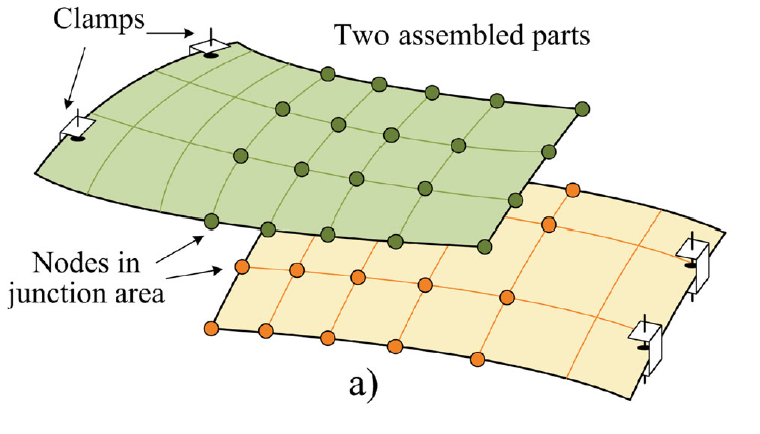 Clamps
Two assembled parts
Nodes in
junction area
a)